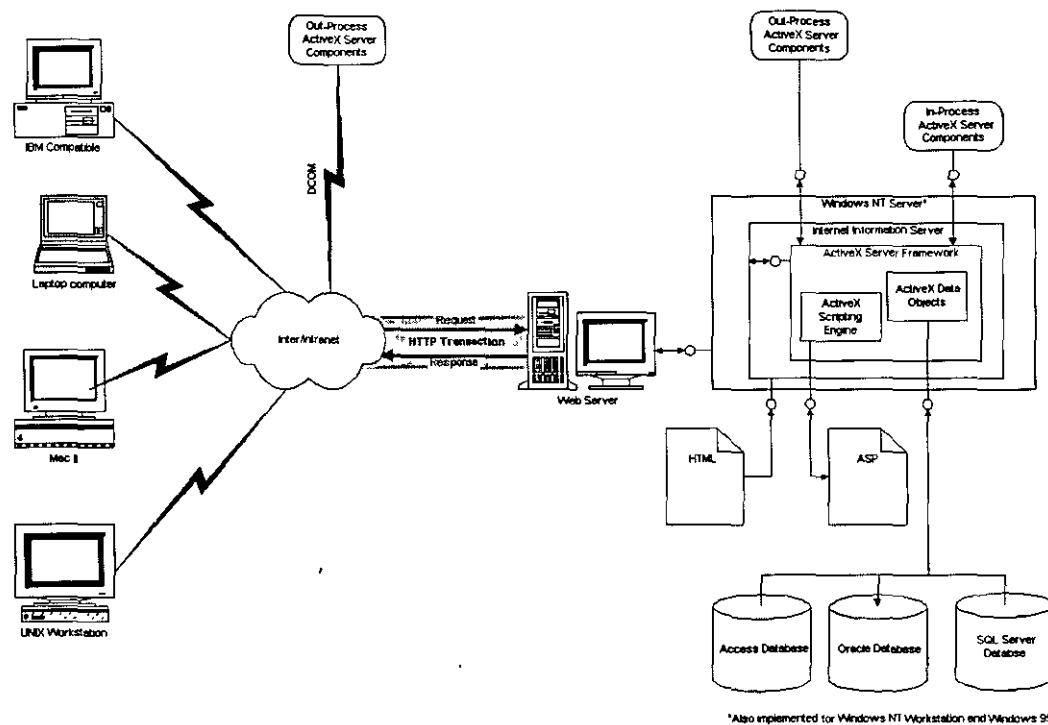 Out-Process
ActiveX Server
Components
Out-Process
ActiveX Server
Components
IBM Compatible
In-Process
ActiveX Server
Components
DCOM
Windows NT Server*
Internet Information Server
ActiveX Server Framework
ActiveX Data
Objects
ActiveX
Scripting
Engine
Laptop computer
Inter/Intranet
Request
HTTP Transaction
Response
Web Server
Mac II
HTML
ASP
UNIX Workstation
Access Database
Oracle Database
SQL Server
Databse
*Also implemented for Windows NT Workstation and Windows 95